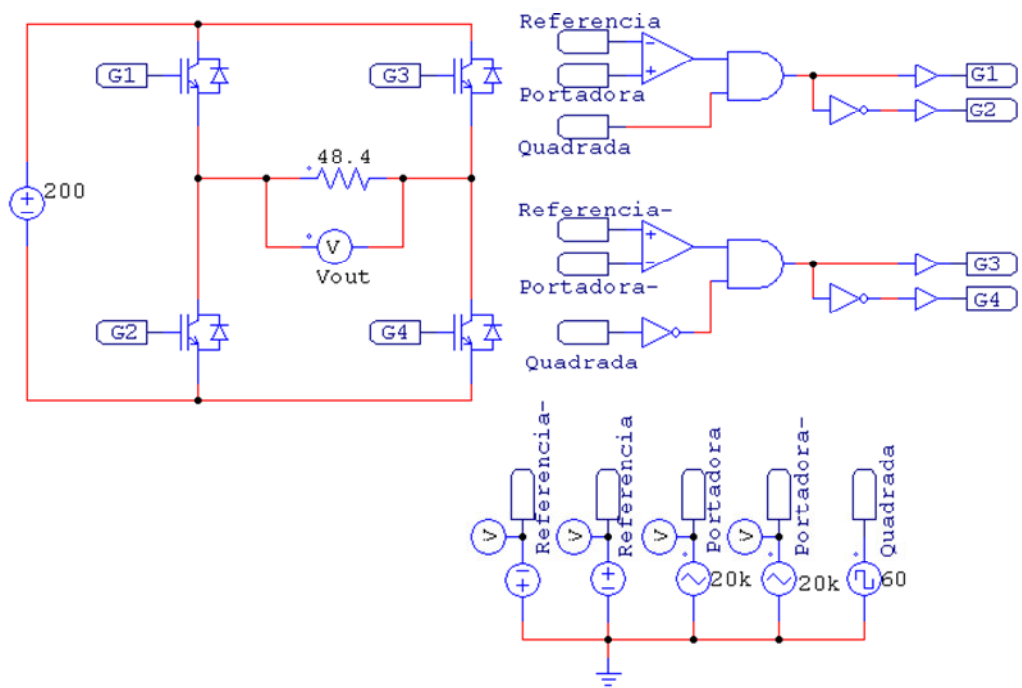 G1
G3
48.4
200
V
Vout
G2
G4
Referencia
−
+
Portadora
Quadrada
G1
G2
Referencia-
+
−
Portadora-
Quadrada
G3
G4
Referencia-
Referencia
Portadora
Portadora-
Quadrada
V
V
V
V
20k
20k
60